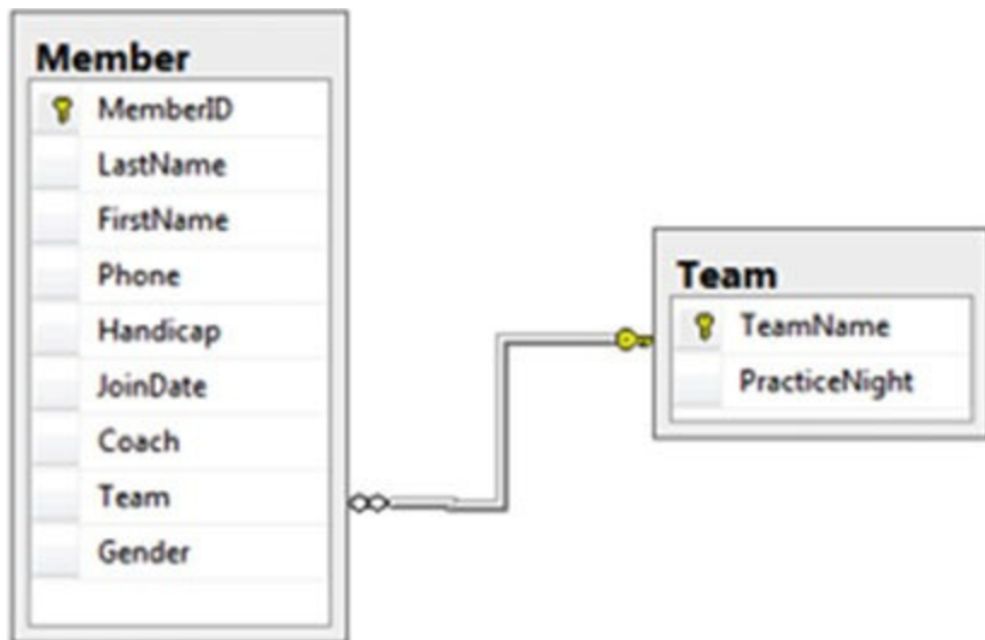 Member
MemberID
LastName
FirstName
Phone
Handicap
JoinDate
Coach
Team
Gender
Team
TeamName
PracticeNight